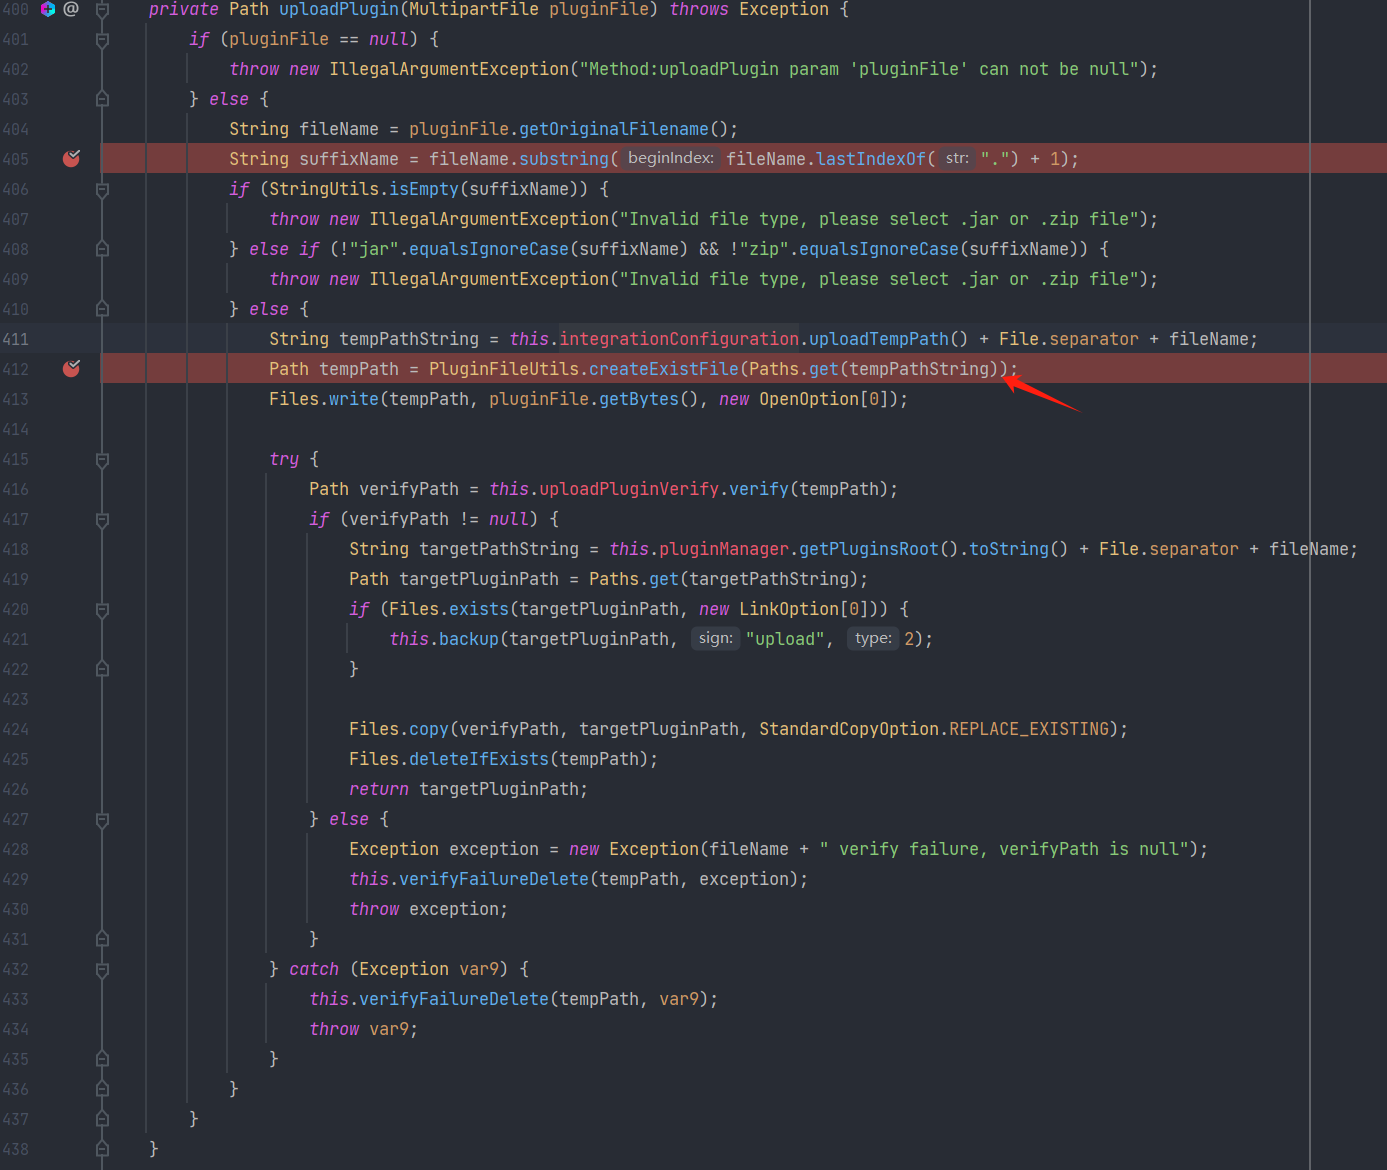 400 @ private Path uploadPlugin(MultipartFile pluginFile) throws Exception {
401 if (pluginFile == null) {
402 throw new IllegalArgumentException("Method:uploadPlugin param 'pluginFile' can not be null");
403 } else {
404 String fileName = pluginFile.getOriginalFilename();
405 String suffixName = fileName.substring( beginIndex: fileName.lastIndexOf( str: ".") + 1);
406 if (StringUtils.isEmpty(suffixName)) {
407 throw new IllegalArgumentException("Invalid file type, please select .jar or .zip file");
408 } else if (!"jar".equalsIgnoreCase(suffixName) && !"zip".equalsIgnoreCase(suffixName)) {
409 throw new IllegalArgumentException("Invalid file type, please select .jar or .zip file");
410 } else {
411 String tempPathString = this.integrationConfiguration.uploadTempPath() + File.separator + fileName;
412 Path tempPath = PluginFileUtils.createExistFile(Paths.get(tempPathString));
413 Files.write(tempPath, pluginFile.getBytes(), new OpenOption[0]);
414
415 try {
416 Path verifyPath = this.uploadPluginVerify.verify(tempPath);
417 if (verifyPath != null) {
418 String targetPathString = this.pluginManager.getPluginsRoot().toString() + File.separator + fileName;
419 Path targetPluginPath = Paths.get(targetPathString);
420 if (Files.exists(targetPluginPath, new LinkOption[0])) {
421 this.backup(targetPluginPath, sign: "upload", type: 2);
422 }
423
424 Files.copy(verifyPath, targetPluginPath, StandardCopyOption.REPLACE_EXISTING);
425 Files.deleteIfExists(tempPath);
426 return targetPluginPath;
427 } else {
428 Exception exception = new Exception(fileName + " verify failure, verifyPath is null");
429 this.verifyFailureDelete(tempPath, exception);
430 throw exception;
431 }
432 } catch (Exception var9) {
433 this.verifyFailureDelete(tempPath, var9);
434 throw var9;
435 }
436 }
437 }
438 }